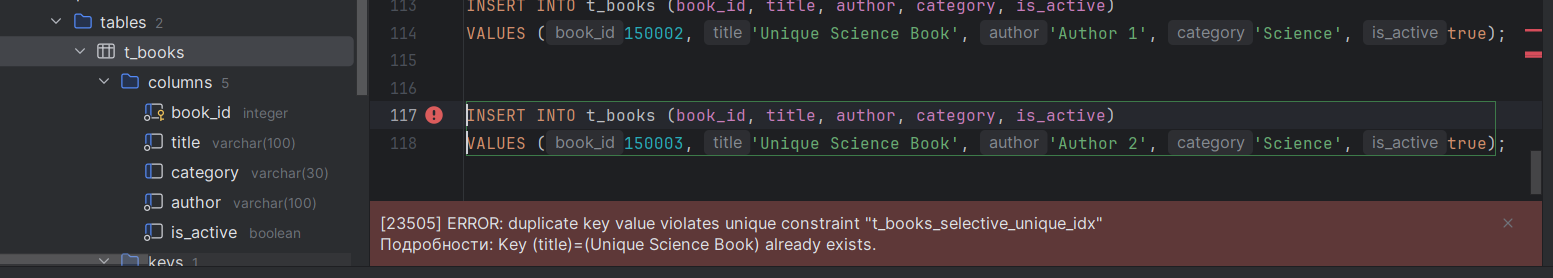 tables 2
t_books
columns 5
book_id integer
title varchar(100)
category varchar(30)
author varchar(100)
is_active boolean
keys 1
113 INSERT INTO t_books (book_id, title, author, category, is_active)
114 VALUES ( book_id 150002, title 'Unique Science Book', author 'Author 1', category 'Science', is_active true);
115
116
117 INSERT INTO t_books (book_id, title, author, category, is_active)
118 VALUES ( book_id 150003, title 'Unique Science Book', author 'Author 2', category 'Science', is_active true);
[23505] ERROR: duplicate key value violates unique constraint "t_books_selective_unique_idx"
Подробности: Key (title)=(Unique Science Book) already exists.